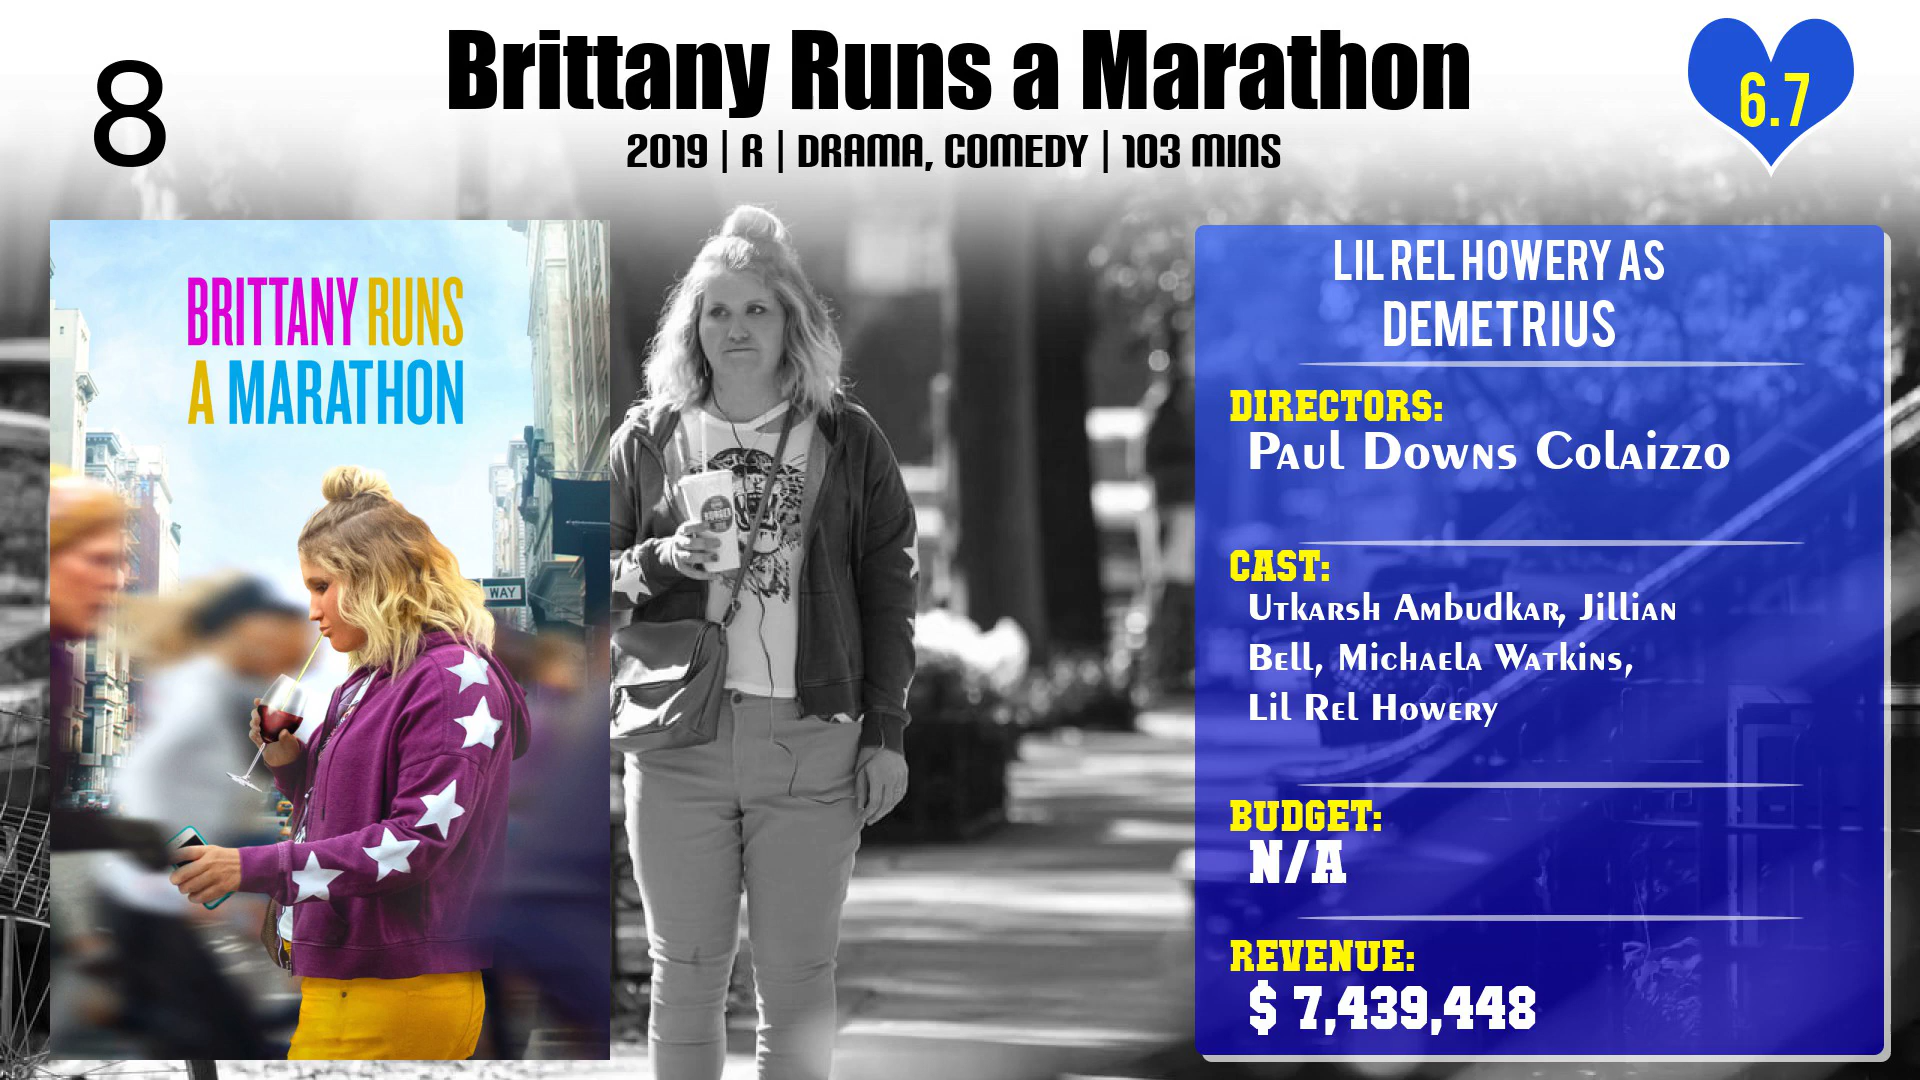 8
Brittany Runs a Marathon
2019 | R | DRAMA, COMEDY | 103 MINS
6.7
BRITTANY RUNS
A MARATHON
WAY
LIL REL HOWERY AS
DEMETRIUS
DIRECTORS:
Paul Downs Colaizzo
CAST:
Utkarsh Ambudkar, Jillian
Bell, Michaela Watkins,
Lil Rel Howery
BUDGET:
N/A
REVENUE:
$ 7,439,448